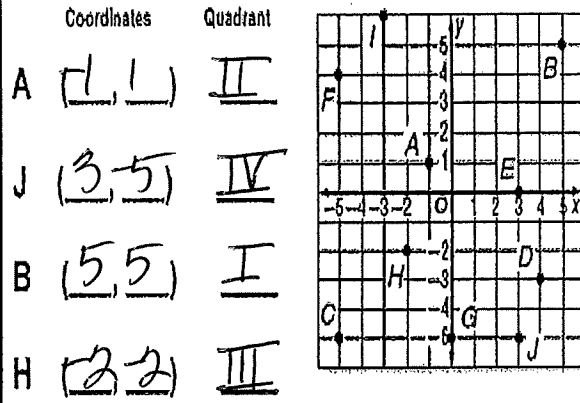 Coordinates Quadrant
A (-1, 1) II
J (3, -5) IV
B (5, 5) I
H (-2, -2) III
I y
5 B
F 4
3
2
A 1
E
-5 -4 -3 -2 O 1 2 3 4 5 x
-2
H -3 D
C -4 G
-5 J